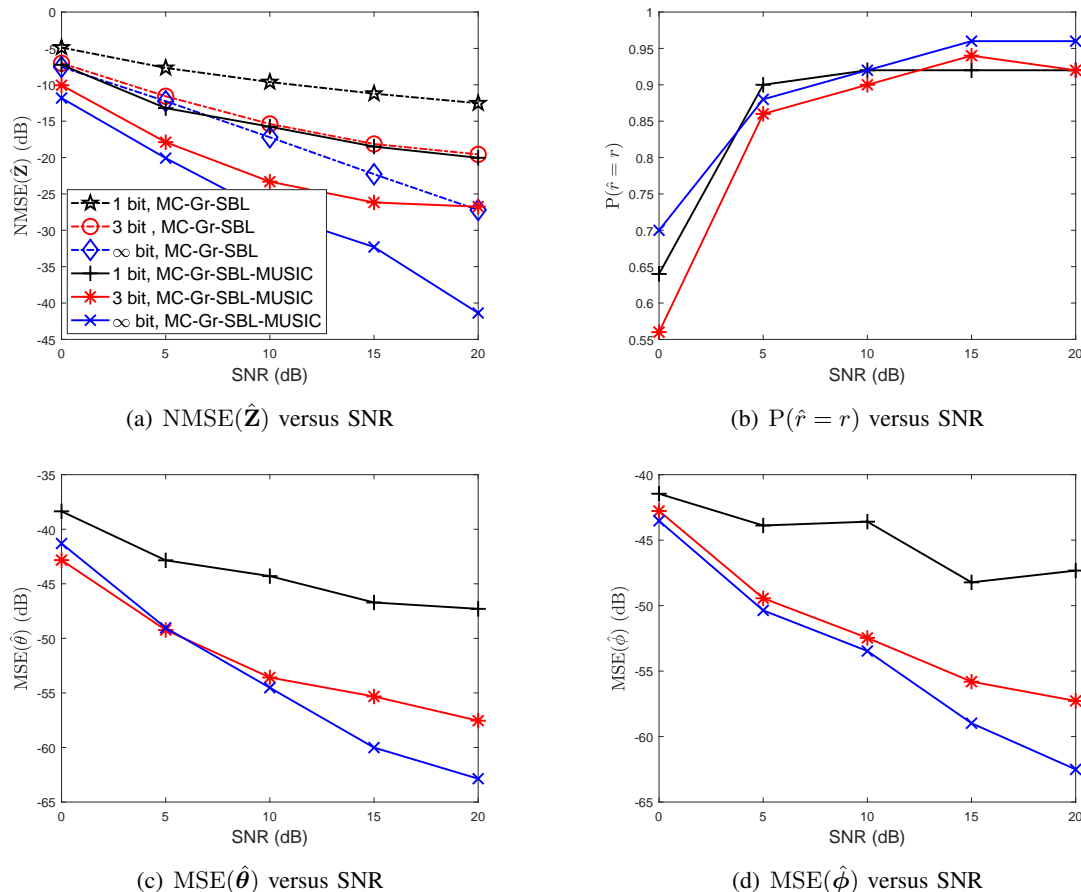 0
-5
-10
-15
-20
-25
-30
-35
-40
-45
NMSE(Ẑ) (dB)
1 bit, MC-Gr-SBL
3 bit , MC-Gr-SBL
∞ bit, MC-Gr-SBL
1 bit, MC-Gr-SBL-MUSIC
3 bit, MC-Gr-SBL-MUSIC
∞ bit, MC-Gr-SBL-MUSIC
0 5 10 15 20
SNR (dB)
(a) NMSE(Ẑ) versus SNR
1
0.95
0.9
0.85
0.8
0.75
0.7
0.65
0.6
0.55
P(r̂ = r)
0 5 10 15 20
SNR (dB)
(b) P(r̂ = r) versus SNR
-35
-40
-45
-50
-55
-60
-65
MSE(θ̂) (dB)
0 5 10 15 20
SNR (dB)
(c) MSE(θ̂) versus SNR
-40
-45
-50
-55
-60
-65
MSE(ϕ̂) (dB)
0 5 10 15 20
SNR (dB)
(d) MSE(ϕ̂) versus SNR